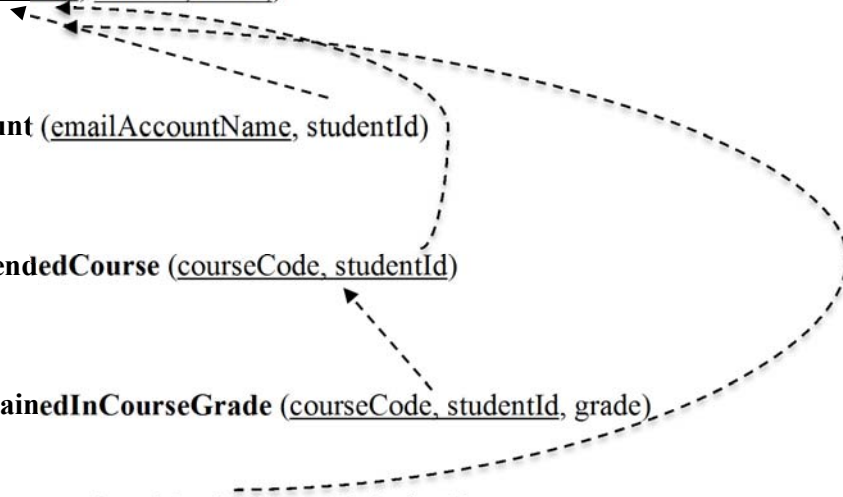 unt (emailAccountName, studentId)
endedCourse (courseCode, studentId)
ainedInCourseGrade (courseCode, studentId, grade)